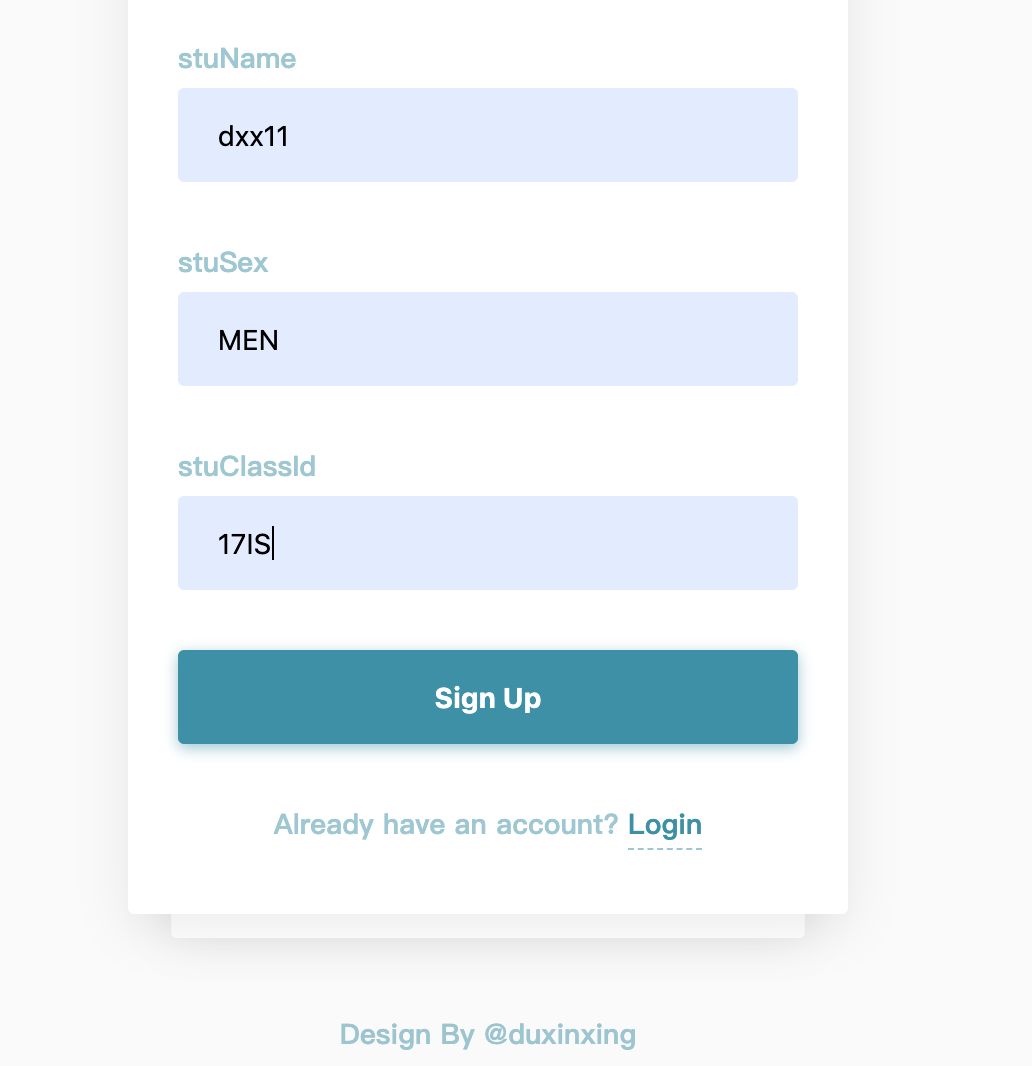 stuName
dxx11
stuSex
MEN
stuClassId
17IS
Sign Up
Already have an account? Login
Design By @duxinxing